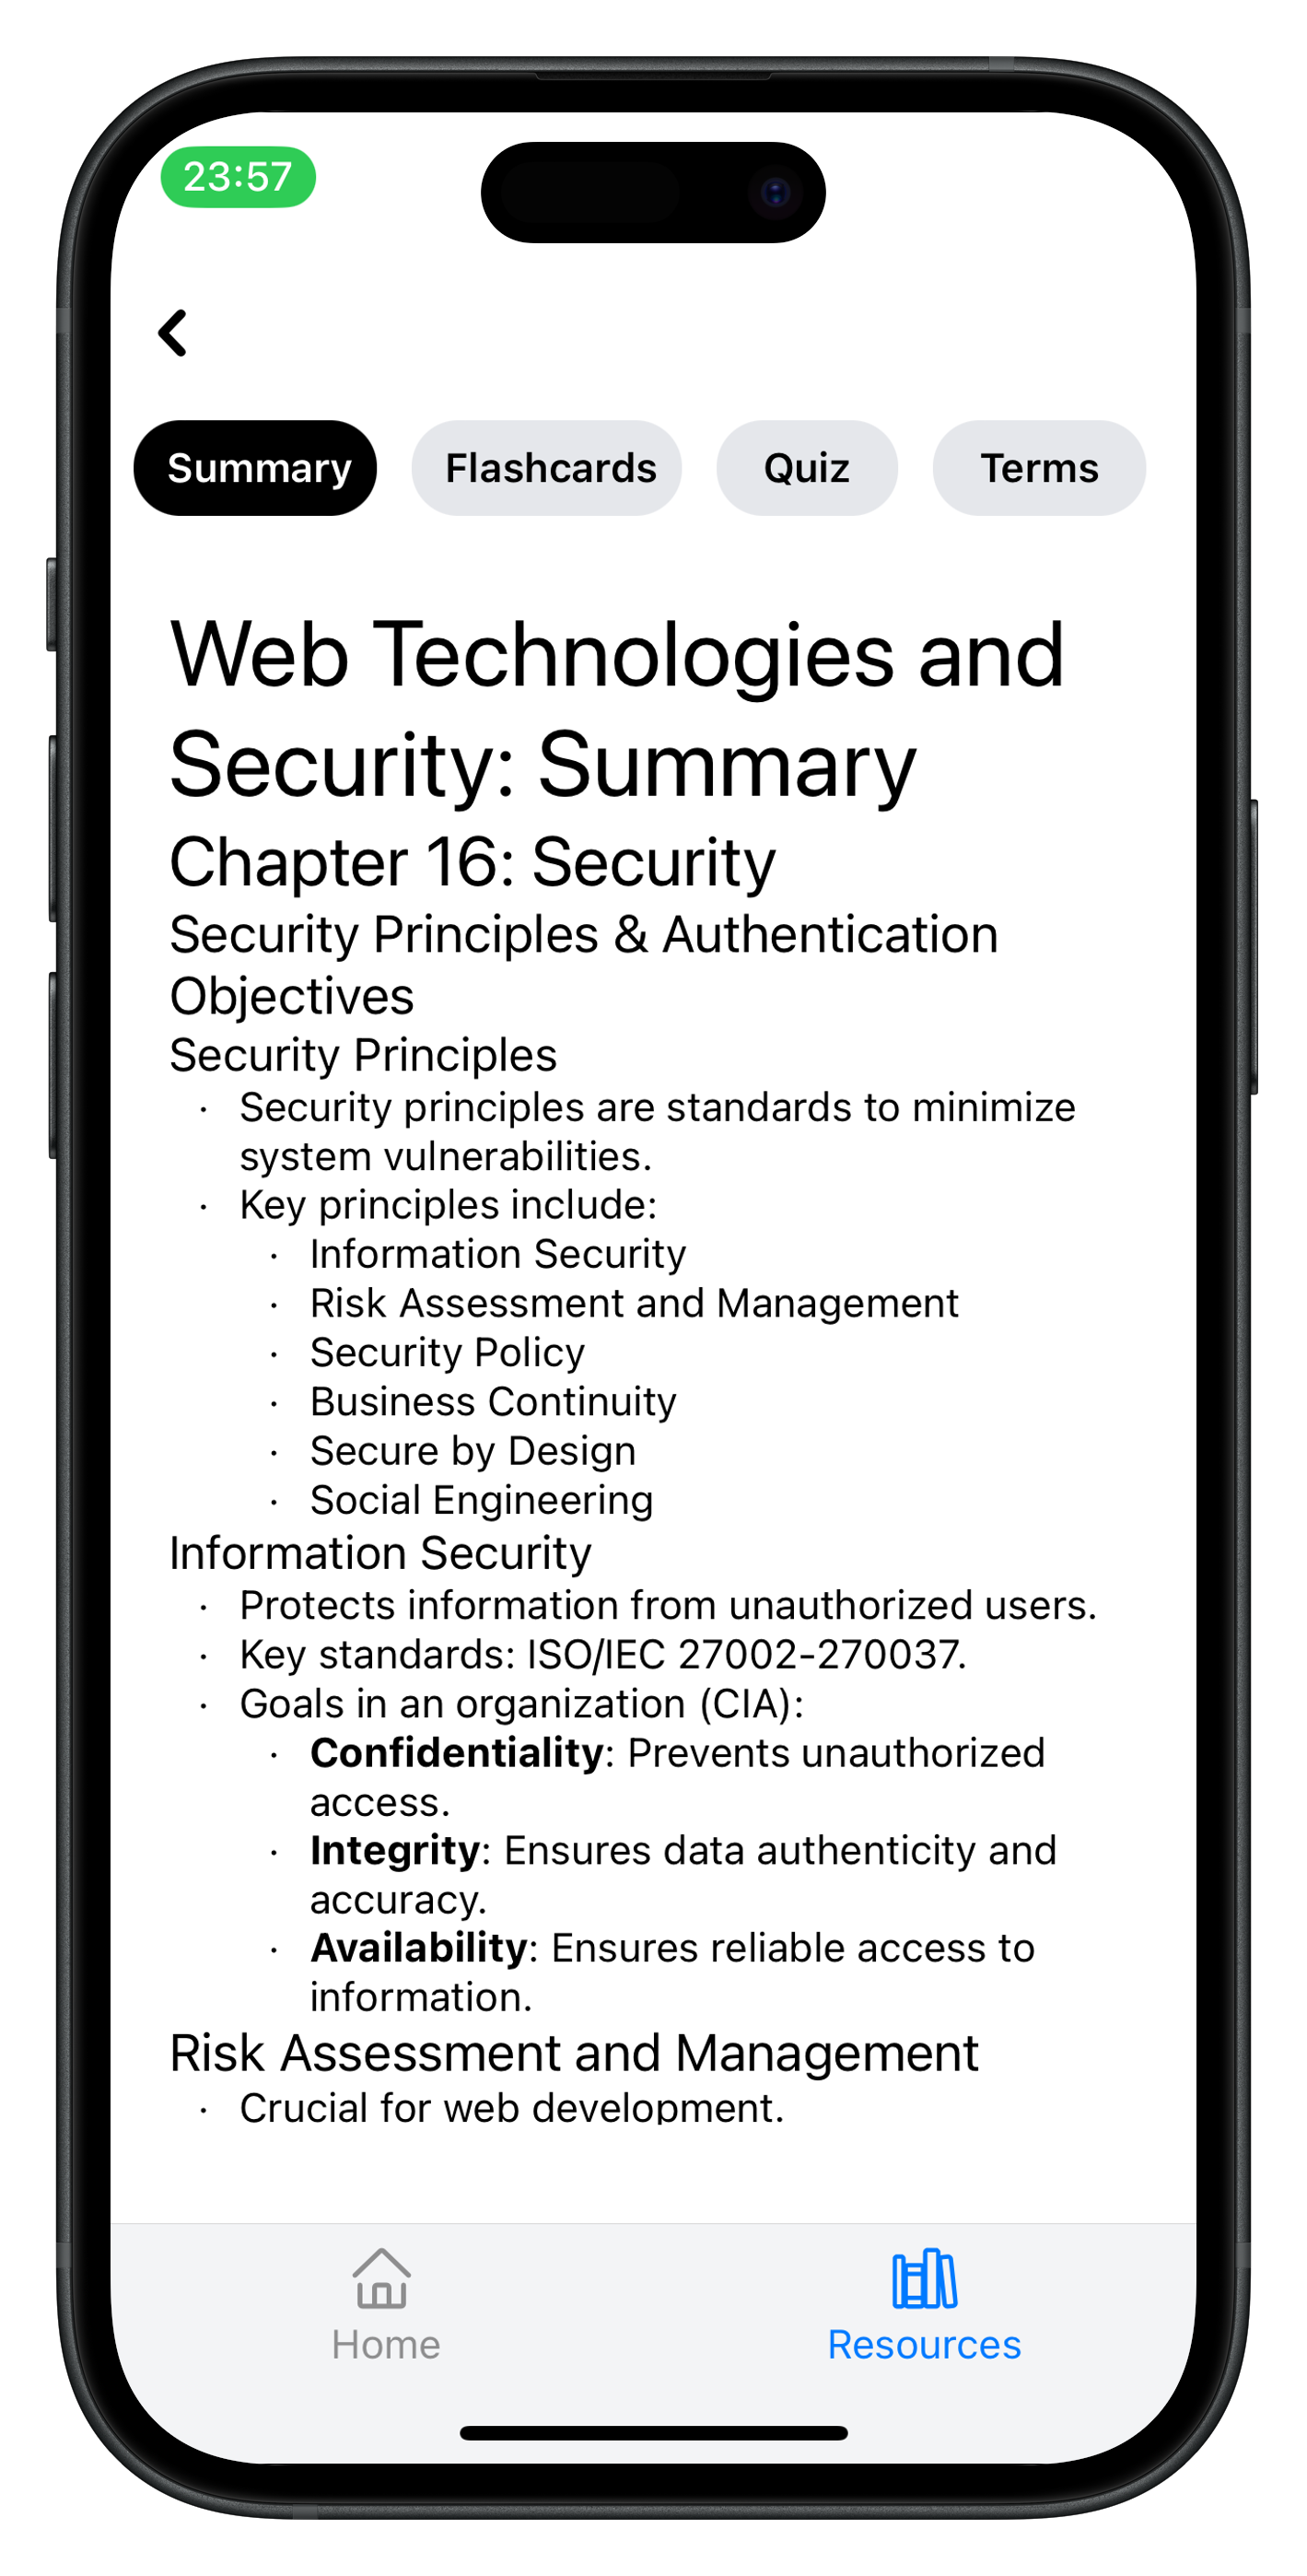 23:57
Summary
Flashcards
Quiz
Terms
Web Technologies and
Security: Summary
Chapter 16: Security
Security Principles & Authentication
Objectives
Security Principles
· Security principles are standards to minimize
system vulnerabilities.
· Key principles include:
· Information Security
· Risk Assessment and Management
· Security Policy
· Business Continuity
· Secure by Design
· Social Engineering
Information Security
· Protects information from unauthorized users.
· Key standards: ISO/IEC 27002-270037.
· Goals in an organization (CIA):
· Confidentiality: Prevents unauthorized
access.
· Integrity: Ensures data authenticity and
accuracy.
· Availability: Ensures reliable access to
information.
Risk Assessment and Management
· Crucial for web development.
Home
Resources